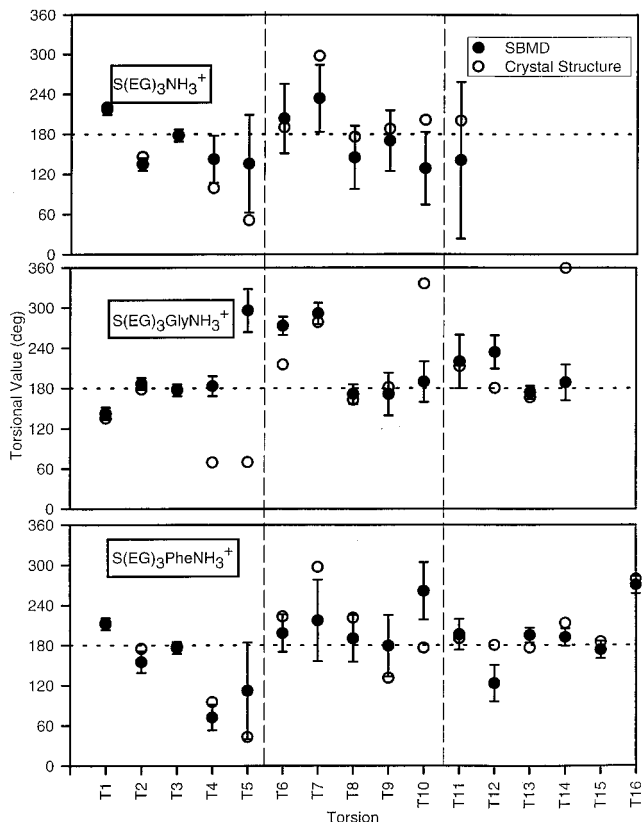 360
300
240
180
120
60
0
S(EG)3NH3+
SBMD
Crystal Structure
360
300
240
180
120
60
0
S(EG)3GlyNH3+
Torsional Value (deg)
360
300
240
180
120
60
0
S(EG)3PheNH3+
T1
T2
T3
T4
T5
T6
T7
T8
T9
T10
T11
T12
T13
T14
T15
T16
Torsion